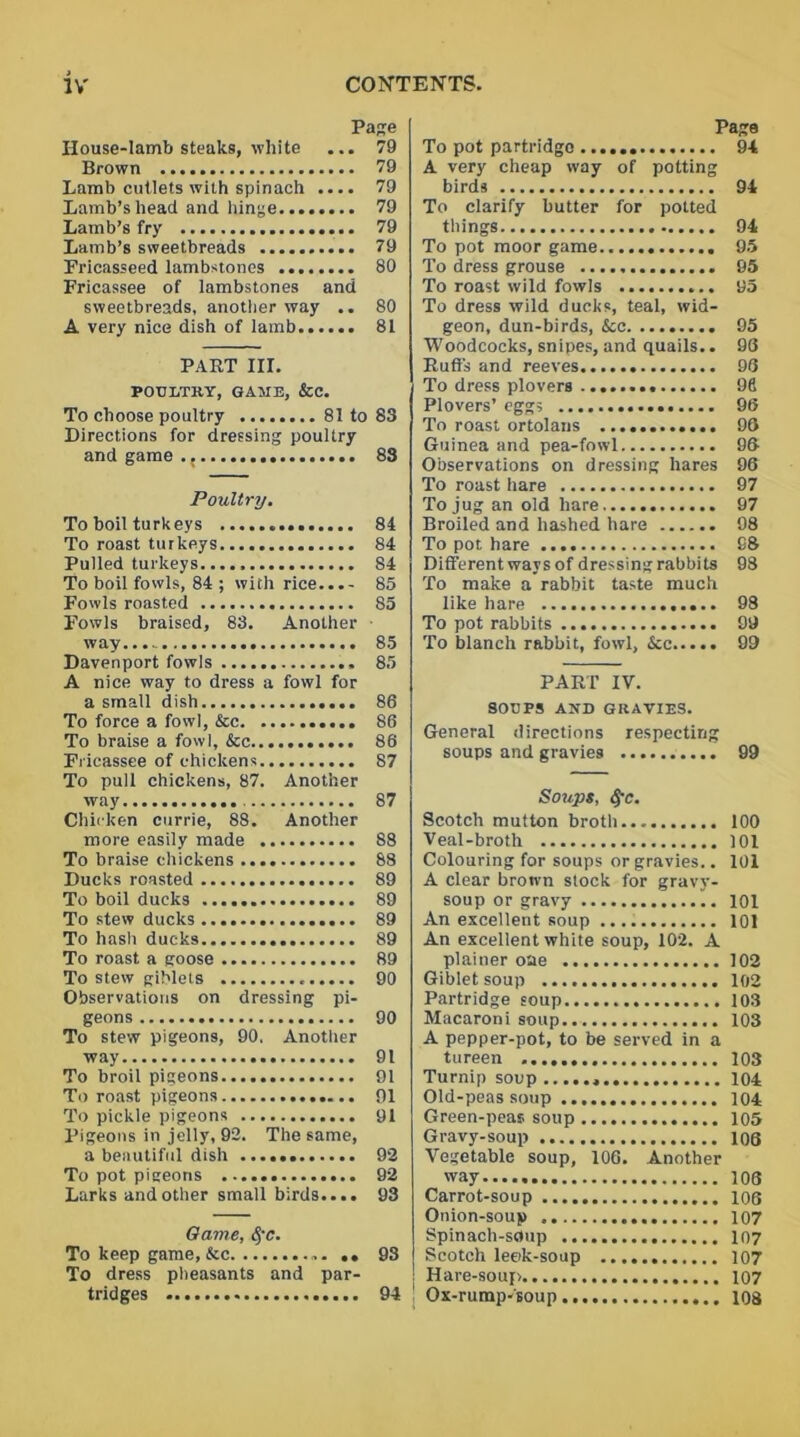 iv CONTENTS.
Page
House-lamb steaks, white ... 79
Brown .................... 79
Lamb cutlets with spinach .... 79
Lamb's head and hinge........ 79
Lamb's fry .................. 79
Lamb's sweetbreads .......... 79
Fricasseed lambstones ........ 80
Fricassee of lambstones and
sweetbreads, another way .. 80
A very nice dish of lamb...... 81
PART III.
POULTRY, GAME, &c.
To choose poultry ........ 81 to 83
Directions for dressing poultry
and game .................. 83
Poultry.
To boil turkeys .............. 84
To roast turkeys.............. 84
Pulled turkeys................ 84
To boil fowls, 84 ; with rice.... 85
Fowls roasted ................ 85
Fowls braised, 83. Another
way...................... 85
Davenport fowls .............. 85
A nice way to dress a fowl for
a small dish................ 86
To force a fowl, &c. .......... 86
To braise a fowl, &c........... 86
Fricassee of chickens.......... 87
To pull chickens, 87. Another
way....................... 87
Chicken currie, 88. Another
more easily made .......... 88
To braise chickens ............ 88
Ducks roasted ................ 89
To boil ducks ................ 89
To stew ducks ................ 89
To hash ducks................ 89
To roast a goose .............. 89
To stew giblets .............. 90
Observations on dressing pi-
geons ...................... 90
To stew pigeons, 90. Another
way........................ 91
To broil pigeons.............. 91
To roast pigeons.............. 91
To pickle pigeons ............ 91
Pigeons in jelly, 92. The same,
a beautiful dish ............ 92
To pot pigeons .............. 92
Larks and other small birds.... 93
Game, &c.
To keep game, &c. ............ 93
To dress pheasants and par-
tridges .................... 94
Page
To pot partridge .............. 94
A very cheap way of potting
birds ...................... 94
To clarify butter for potted
things...................... 94
To pot moor game............ 95
To dress grouse .............. 95
To roast wild fowls .......... 95
To dress wild ducks, teal, wid-
geon, dun-birds, &c. ........ 95
Woodcocks, snipes, and quails.. 96
Ruffs and reeves.............. 96
To dress plovers .............. 96
Plovers' eggs ................ 96
To roast ortolans ............ 96
Guinea and pea-fowl.......... 96
Observations on dressing hares 96
To roast hare ................ 97
To jug an old hare............ 97
Broiled and hashed hare ...... 98
To pot hare .................. 98
Different ways of dressing rabbits 98
To make a rabbit taste much
like hare .................. 98
To pot rabbits ................ 99
To blanch rabbit, fowl, &c..... 99
PART IV.
SOUPS AND GRAVIES.
General directions respecting
soups and gravies .......... 99
Soups, &c.
Scotch mutton broth.......... 100
Veal-broth .................. 101
Colouring for soups or gravies.. 101
A clear brown stock for gravy-
soup or gravy .............. 101
An excellent soup ............ 101
An excellent white soup, 102. A
plainer one ................ 102
Giblet soup .................. 102
Partridge soup................ 103
Macaroni soup................ 103
A pepper-pot, to be served in a
tureen .................... 103
Turnip soup .................. 104
Old-peas soup ................ 104
Green-peas soup .............. 105
Gravy-soup .................. 106
Vegetable soup, 106. Another
way........................ 106
Carrot-soup .................. 106
Onion-soup .................. 107
Spinach-soup ................ 107
Scotch leek-soup ............ 107
Hare-soup.................... 107
Ox-rump-soup................ 108